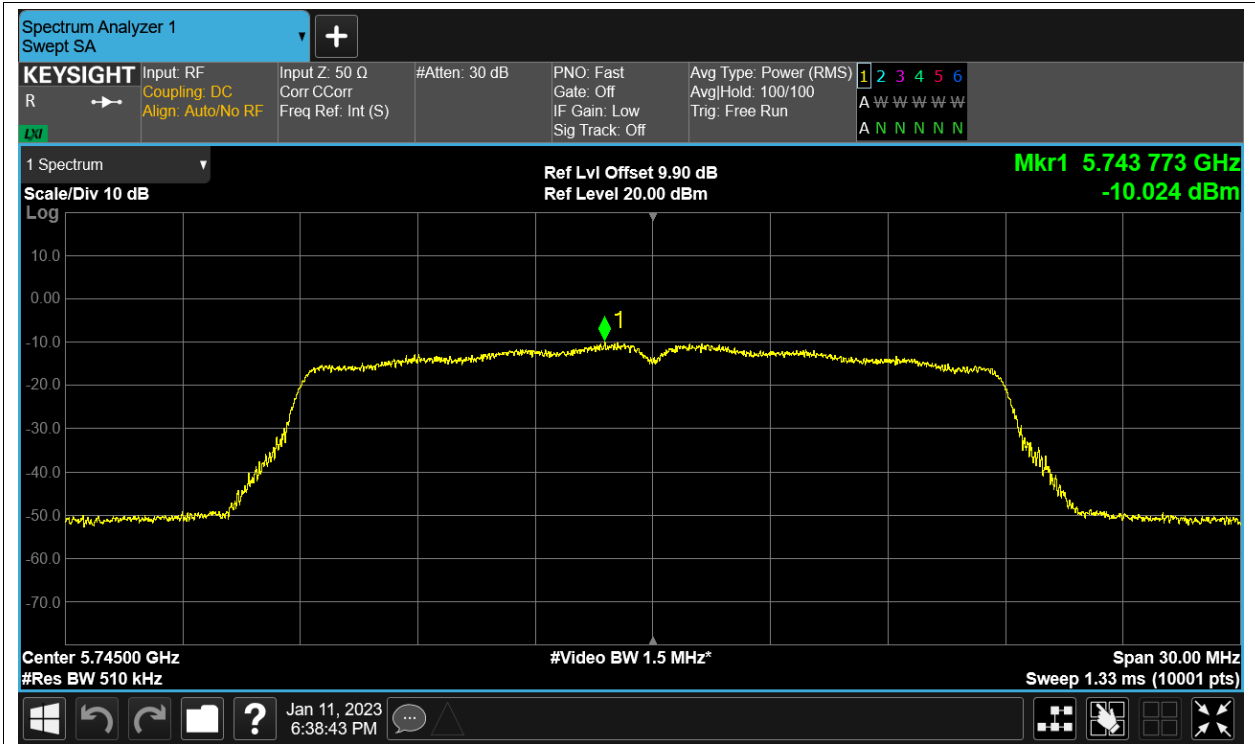 Spectrum Analyzer 1
Swept SA
KEYSIGHT
R
LXI
Input: RF
Coupling: DC
Align: Auto/No RF
Input Z: 50 Ω
Corr CCorr
Freq Ref: Int (S)
#Atten: 30 dB
PNO: Fast
Gate: Off
IF Gain: Low
Sig Track: Off
Avg Type: Power (RMS)
Avg|Hold: 100/100
Trig: Free Run
1 2 3 4 5 6
A W W W W W
A N N N N N
1 Spectrum
Scale/Div 10 dB
Log
Ref Lvl Offset 9.90 dB
Ref Level 20.00 dBm
Mkr1 5.743 773 GHz
-10.024 dBm
10.0
0.00
-10.0
-20.0
-30.0
-40.0
-50.0
-60.0
-70.0
1
Center 5.74500 GHz
#Video BW 1.5 MHz*
Span 30.00 MHz
#Res BW 510 kHz
Sweep 1.33 ms (10001 pts)
?
Jan 11, 2023
6:38:43 PM